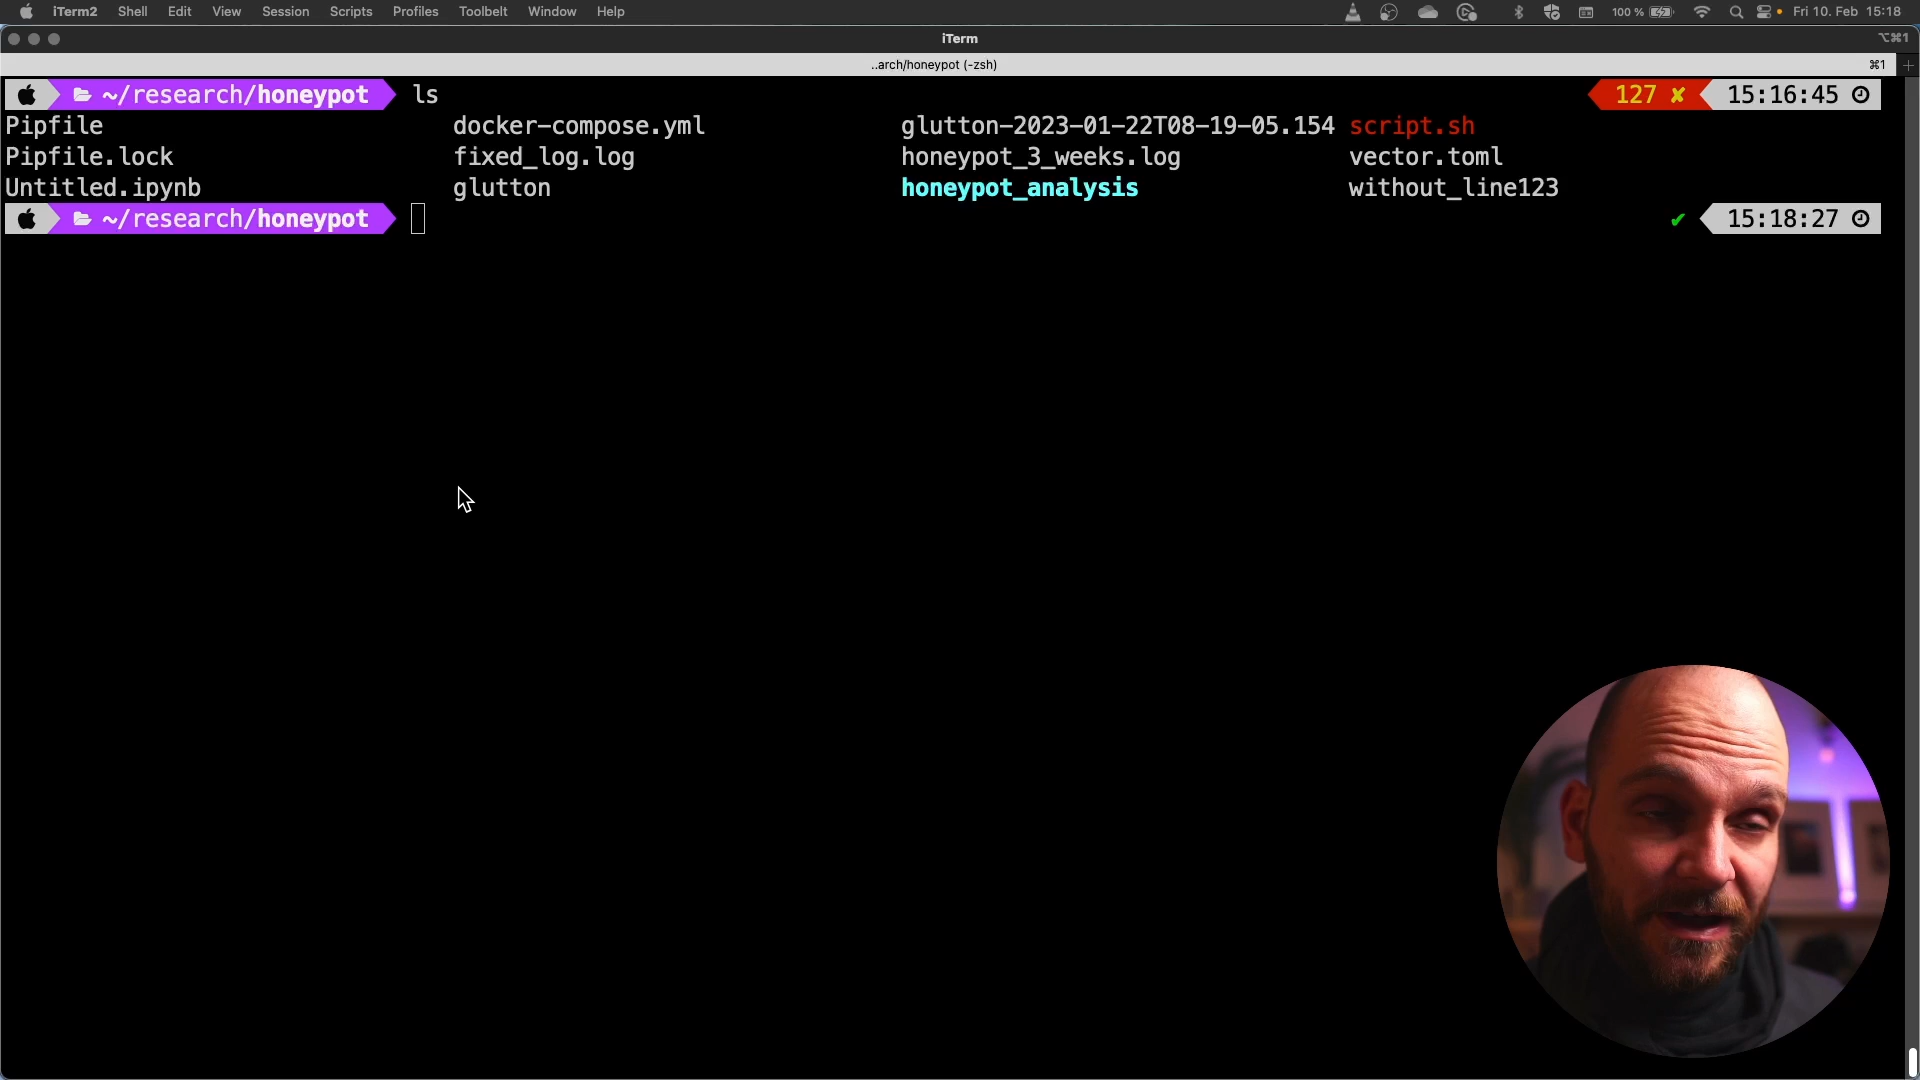 iTerm2 Shell Edit View Session Scripts Profiles Toolbelt Window Help 100 % Fri 10. Feb 15:18
iTerm ⌥⌘1
..arch/honeypot (-zsh) ⌘1
~/research/honeypot ls 127 ✘ 15:16:45
Pipfile docker-compose.yml glutton-2023-01-22T08-19-05.154 script.sh
Pipfile.lock fixed_log.log honeypot_3_weeks.log vector.toml
Untitled.ipynb glutton honeypot_analysis without_line123
~/research/honeypot ✔ 15:18:27